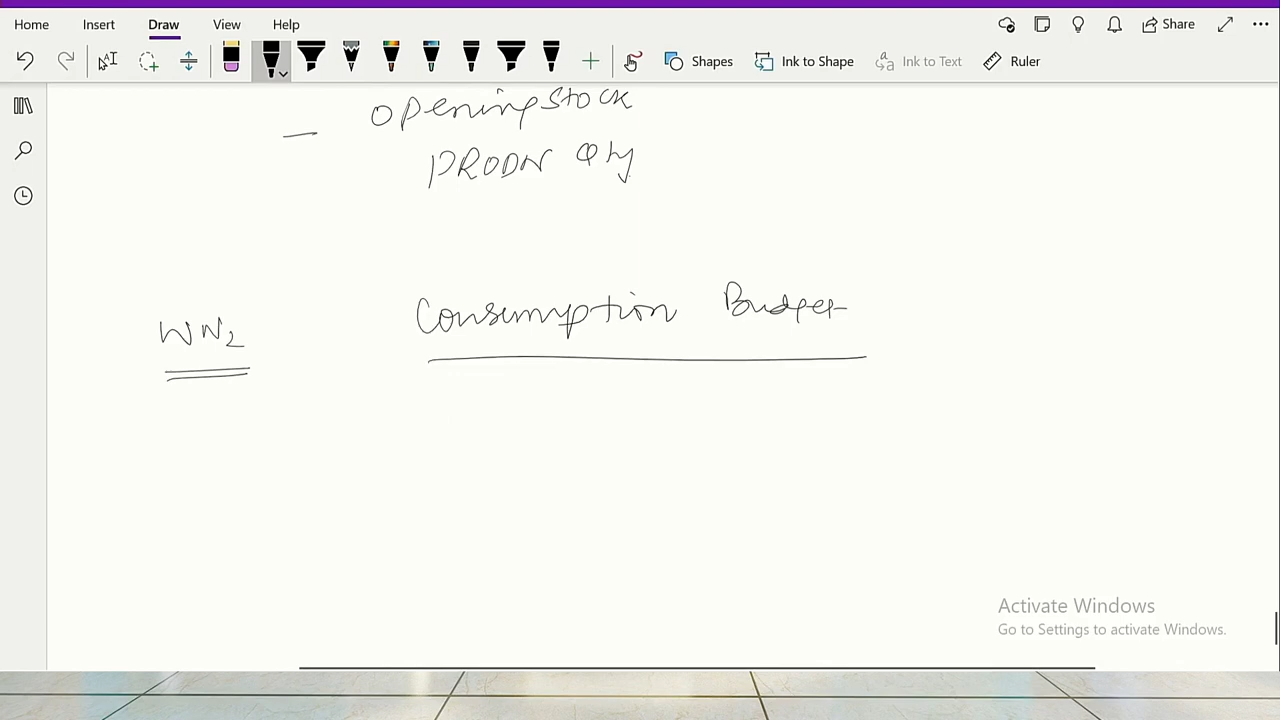 Home Insert Draw View Help Share
Shapes Ink to Shape Ink to Text Ruler
Opening Stock
PRODN Qty
WN2 Consumption Budget
Activate Windows
Go to Settings to activate Windows.